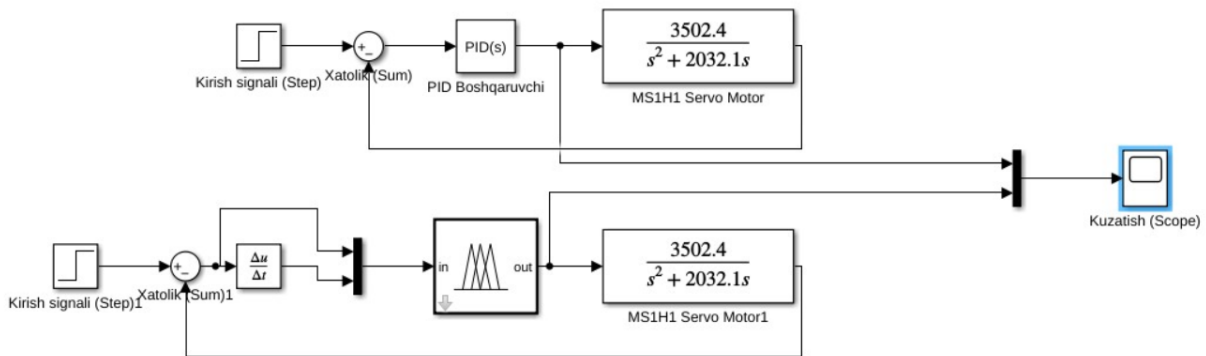 3502.4
s² + 2032.1s
+
−
PID(s)
Kirish signali (Step)
Xatolik (Sum)
PID Boshqaruvchi
MS1H1 Servo Motor
Kuzatish (Scope)
3502.4
s² + 2032.1s
+
−
Δu
Δt
in
out
Kirish signali (Step)1
Xatolik (Sum)1
MS1H1 Servo Motor1